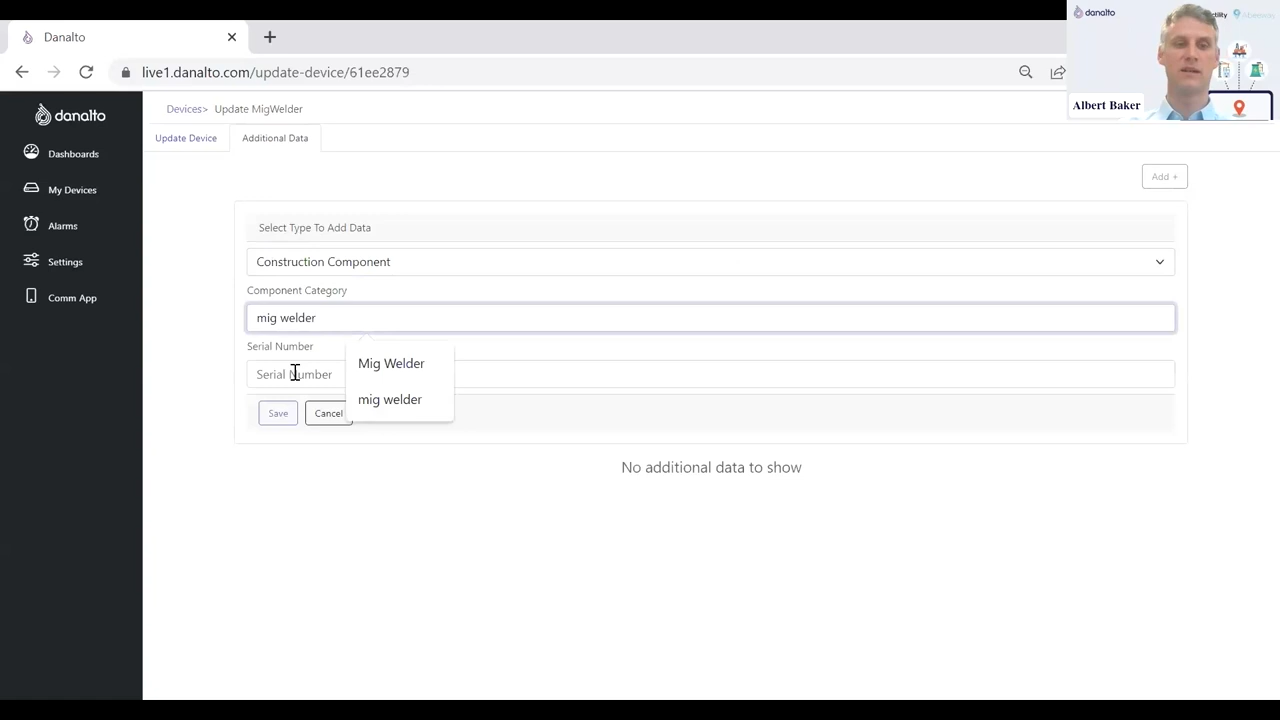 Danalto
live1.danalto.com/update-device/61ee2879
danalto
Albert Baker
danalto
Devices> Update MigWelder
Update Device
Additional Data
Dashboards
My Devices
Alarms
Settings
Comm App
Add +
Select Type To Add Data
Construction Component
Component Category
mig welder
Serial Number
Serial Number
Mig Welder
mig welder
Save
Cancel
No additional data to show